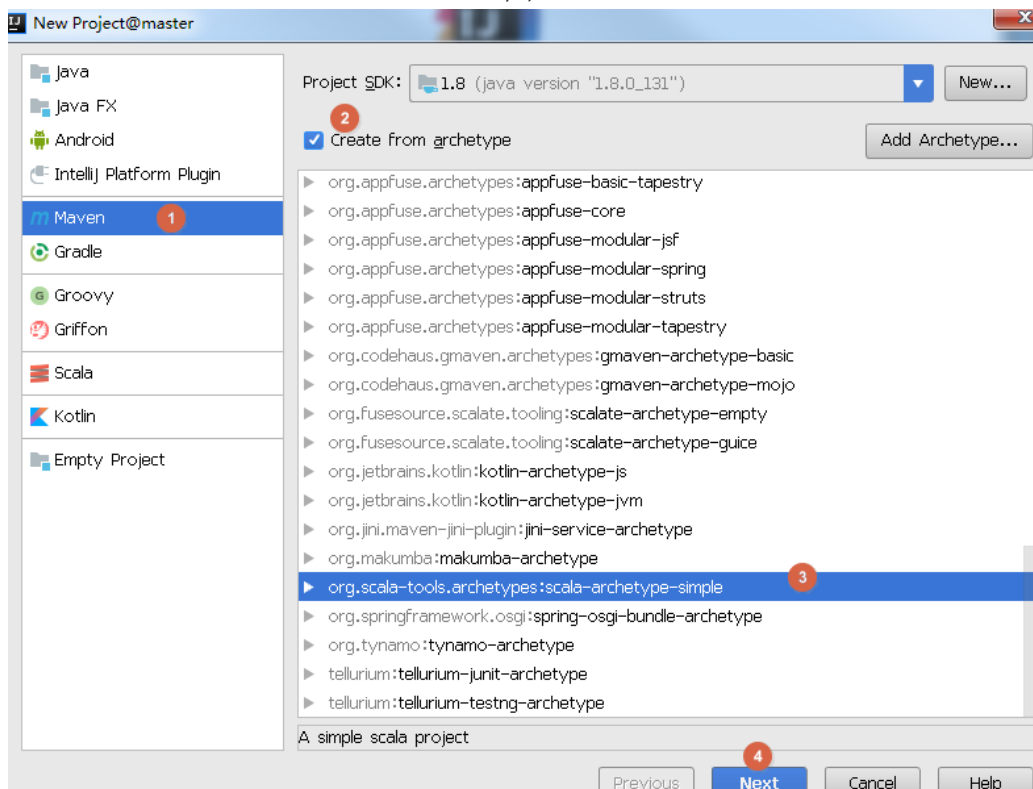 New Project@master
Java
Java FX
Android
IntelliJ Platform Plugin
Maven 1
Gradle
Groovy
Griffon
Scala
Kotlin
Empty Project
Project SDK: 1.8 (java version "1.8.0_131") New...
2
Create from archetype Add Archetype...
org.appfuse.archetypes:appfuse-basic-tapestry
org.appfuse.archetypes:appfuse-core
org.appfuse.archetypes:appfuse-modular-jsf
org.appfuse.archetypes:appfuse-modular-spring
org.appfuse.archetypes:appfuse-modular-struts
org.appfuse.archetypes:appfuse-modular-tapestry
org.codehaus.gmaven.archetypes:gmaven-archetype-basic
org.codehaus.gmaven.archetypes:gmaven-archetype-mojo
org.fusesource.scalate.tooling:scalate-archetype-empty
org.fusesource.scalate.tooling:scalate-archetype-guice
org.jetbrains.kotlin:kotlin-archetype-js
org.jetbrains.kotlin:kotlin-archetype-jvm
org.jini.maven-jini-plugin:jini-service-archetype
org.makumba:makumba-archetype
org.scala-tools.archetypes:scala-archetype-simple 3
org.springframework.osgi:spring-osgi-bundle-archetype
org.tynamo:tynamo-archetype
tellurium:tellurium-junit-archetype
tellurium:tellurium-testng-archetype
A simple scala project
4
Previous Next Cancel Help